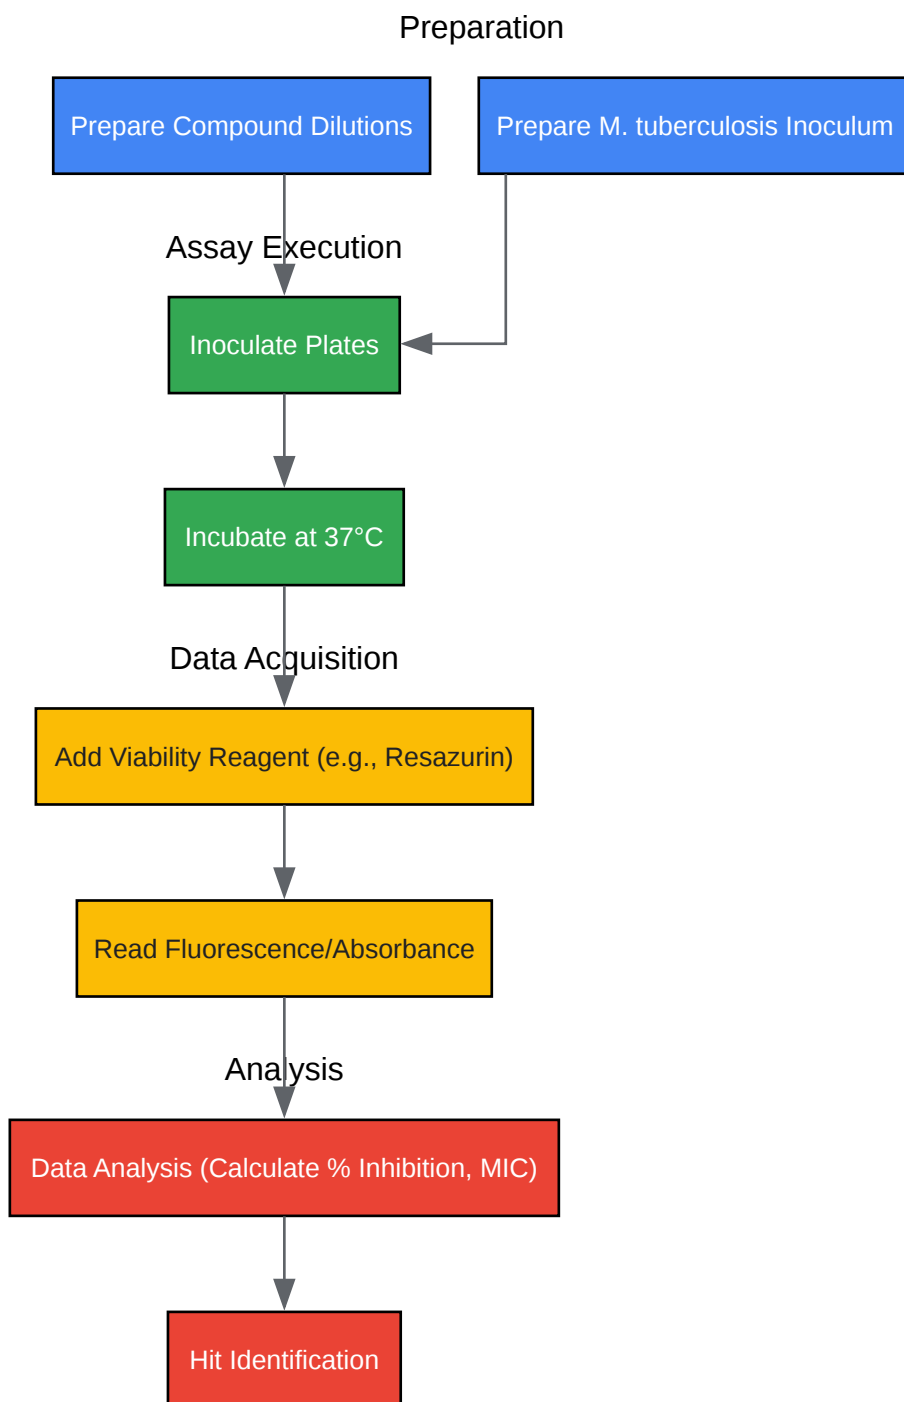 Preparation
Prepare Compound Dilutions
Prepare M. tuberculosis Inoculum
Assay Execution
Inoculate Plates
Incubate at 37°C
Data Acquisition
Add Viability Reagent (e.g., Resazurin)
Read Fluorescence/Absorbance
Analysis
Data Analysis (Calculate % Inhibition, MIC)
Hit Identification